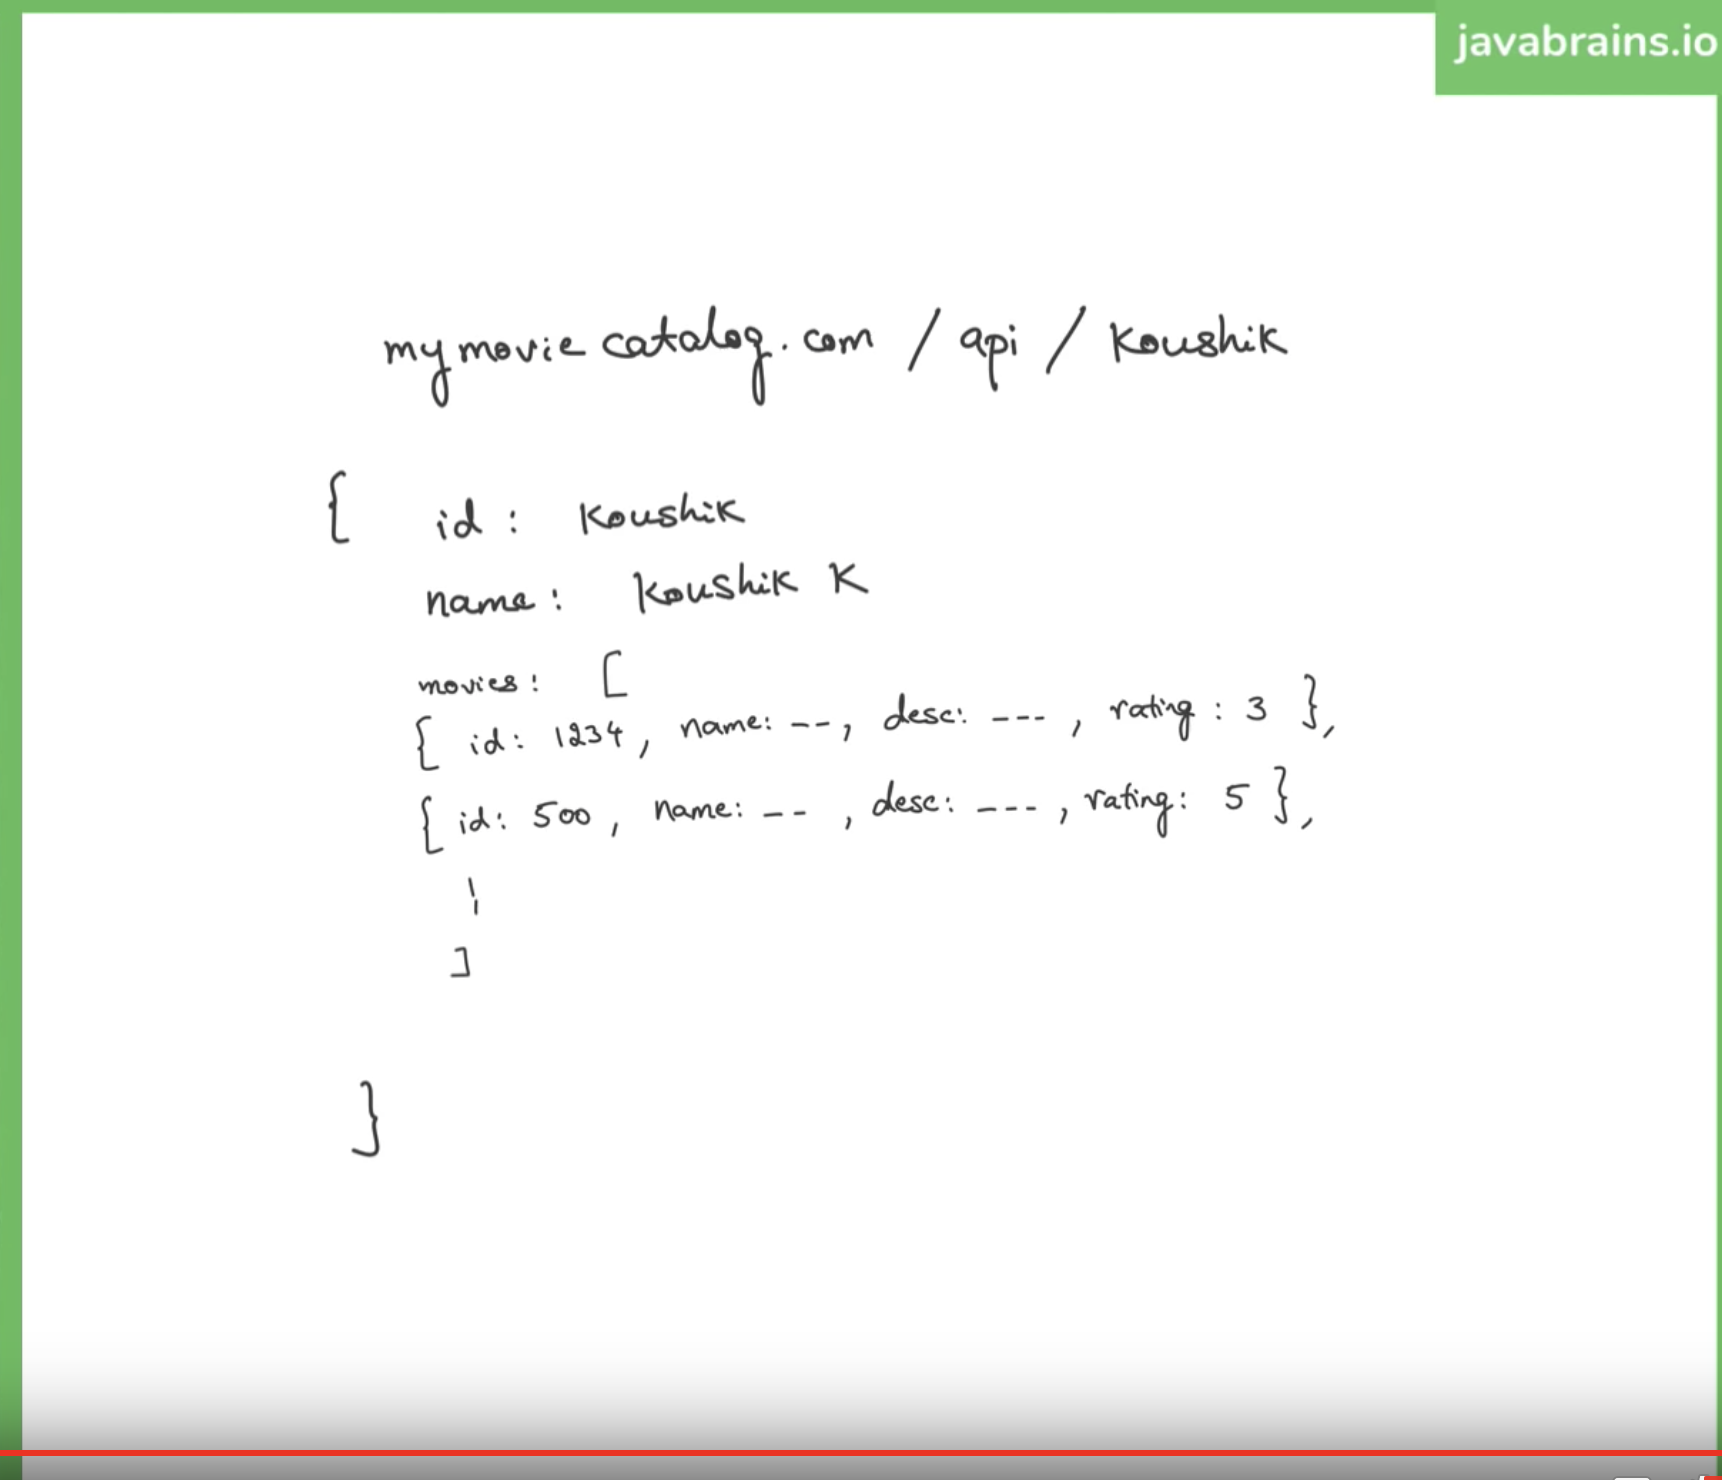 javabrains.io
mymoviecatalog.com / api / Koushik
{ id : Koushik
name : Koushik K
movies : [
{ id: 1234, name: --, desc: ---, rating : 3 },
{ id: 500, name: --, desc: ---, rating: 5 },
]
}